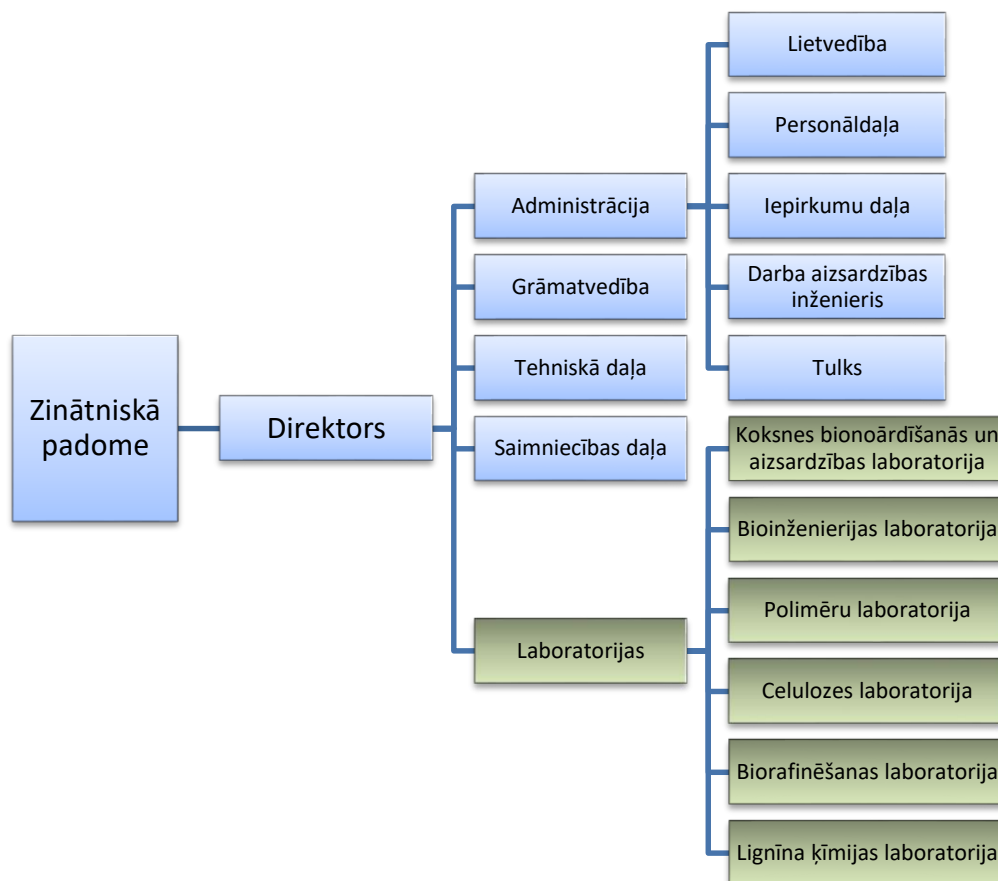 Zinātniskā
padome
Direktors
Administrācija
Grāmatvedība
Tehniskā daļa
Saimniecības daļa
Laboratorijas
Lietvedība
Personāldaļa
Iepirkumu daļa
Darba aizsardzības
inženieris
Tulks
Koksnes bionoārdīšanās un
aizsardzības laboratorija
Bioinženierijas laboratorija
Polimēru laboratorija
Celulozes laboratorija
Biorafinēšanas laboratorija
Lignīna ķīmijas laboratorija